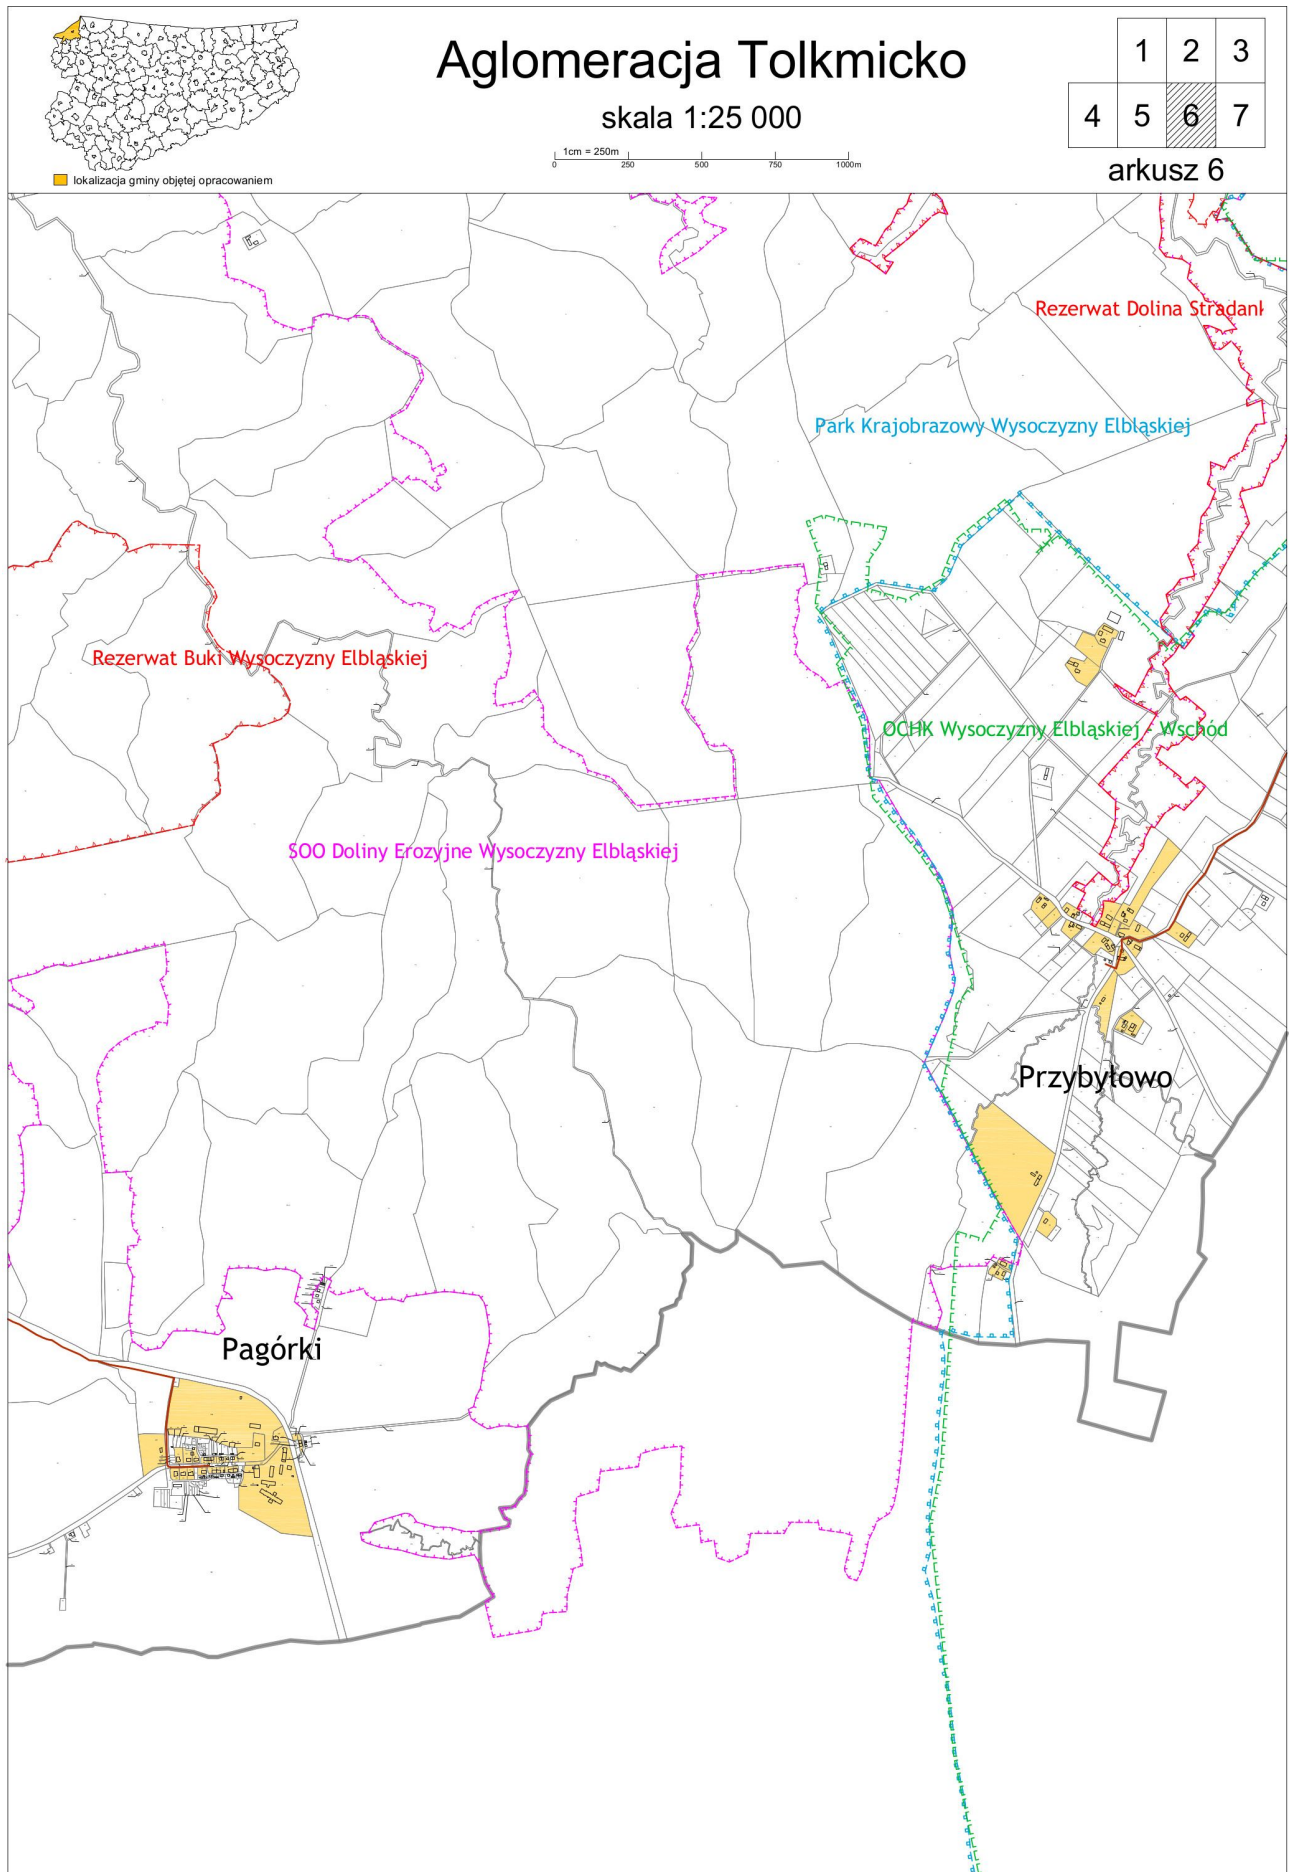 Aglomeracja Tolkmicko
skala 1:25 000
1cm = 250m
0 250 500 750 1000m
lokalizacja gminy objętej opracowaniem
1 2 3
4 5 6 7
arkusz 6
Rezerwat Dolina Stradank
Park Krajobrazowy Wysoczyzny Elbląskiej
Rezerwat Buki Wysoczyzny Elbląskiej
OCHK Wysoczyzny Elbląskiej - Wschód
SOO Doliny Erozyjne Wysoczyzny Elbląskiej
Przybyłowo
Pagórki